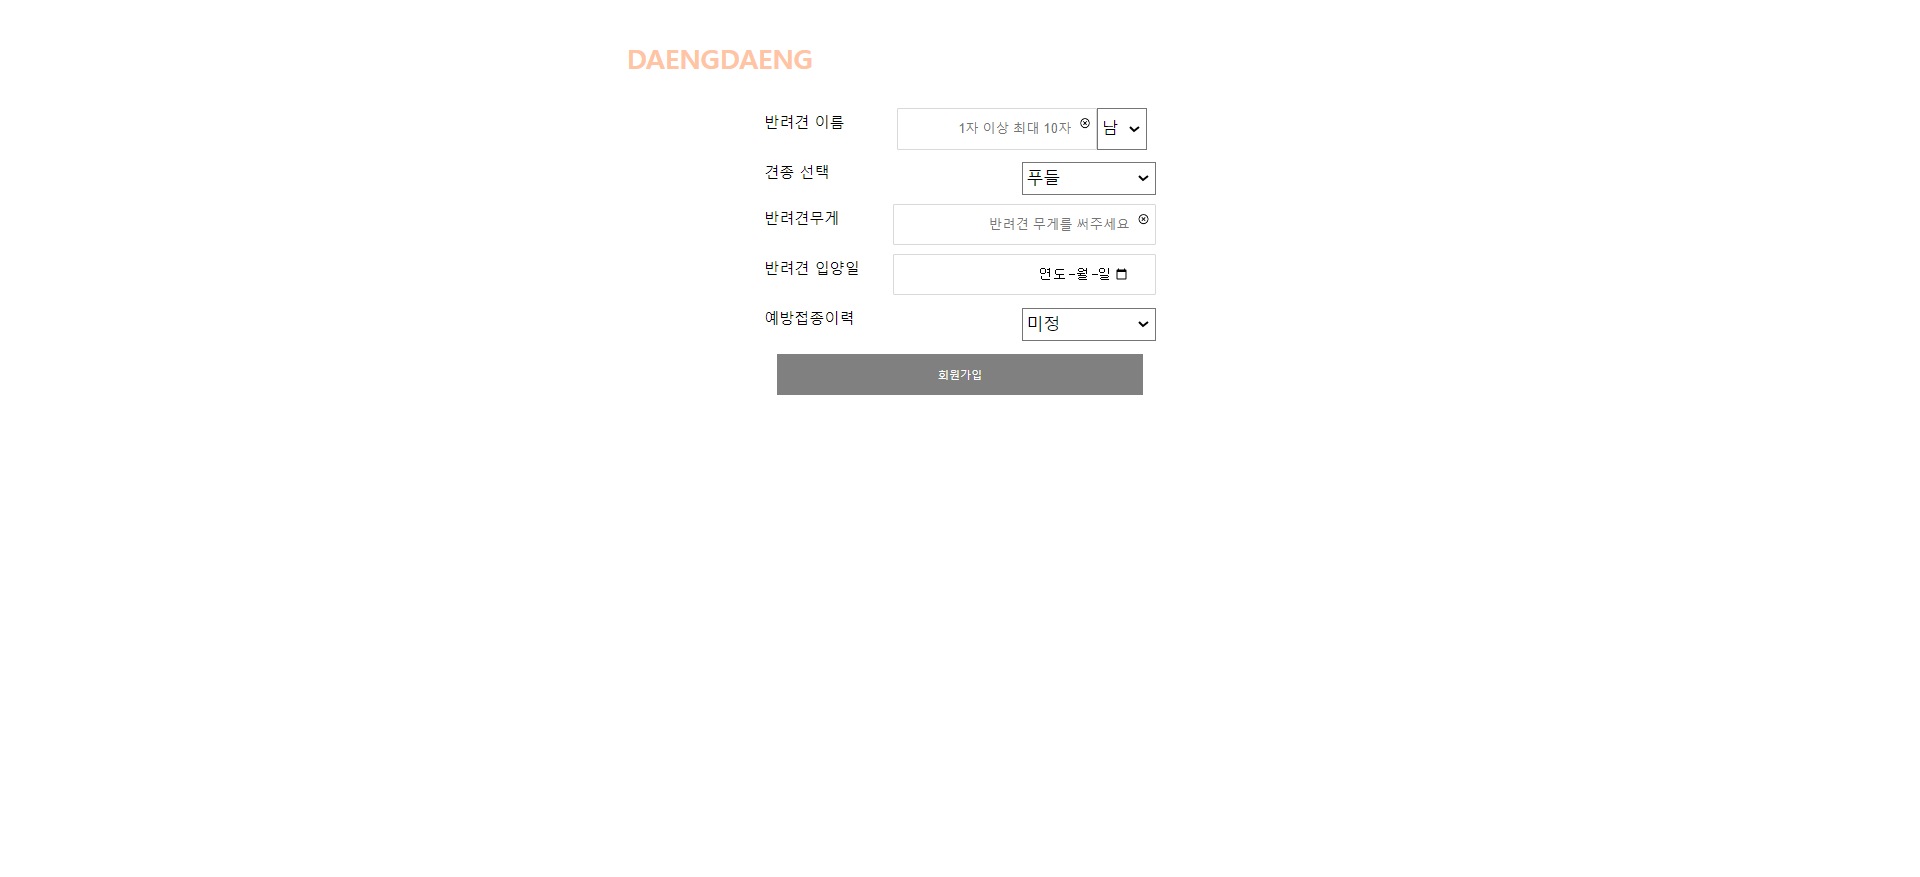 DAENGDAENG
반려견 이름 1자 이상 최대 10자 남
견종 선택 푸들
반려견무게 반려견 무게를 써주세요
반려견 입양일 연도-월-일
예방접종이력 미정
회원가입